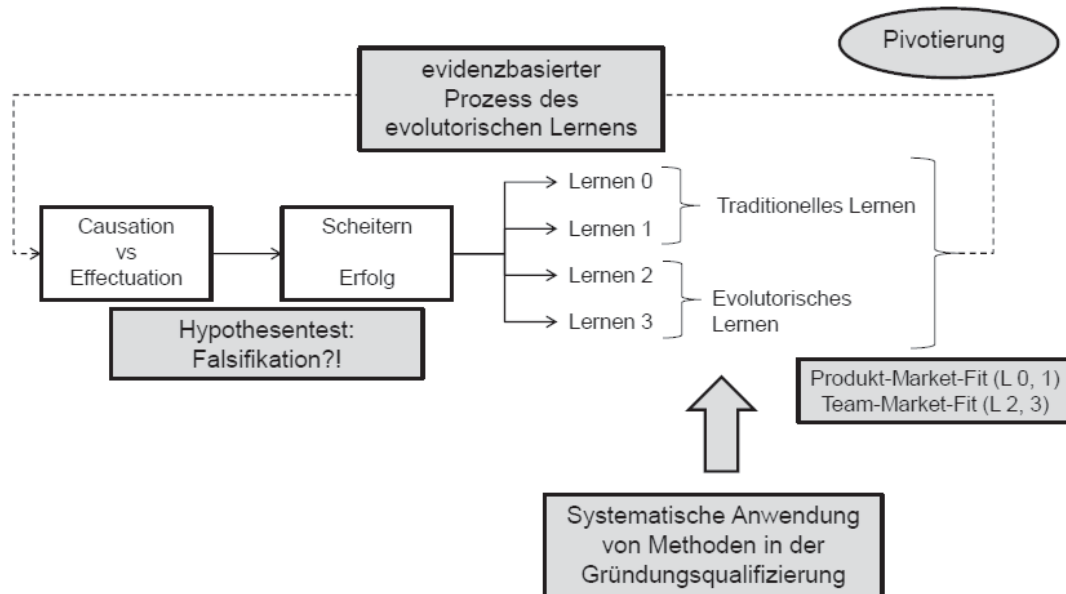 Pivotierung
evidenzbasierter
Prozess des
evolutorischen Lernens
Causation
vs
Effectuation
Scheitern
Erfolg
Hypothesentest:
Falsifikation?!
Lernen 0
Lernen 1
Lernen 2
Lernen 3
Traditionelles Lernen
Evolutorisches
Lernen
Produkt-Market-Fit (L 0, 1)
Team-Market-Fit (L 2, 3)
Systematische Anwendung
von Methoden in der
Gründungsqualifizierung